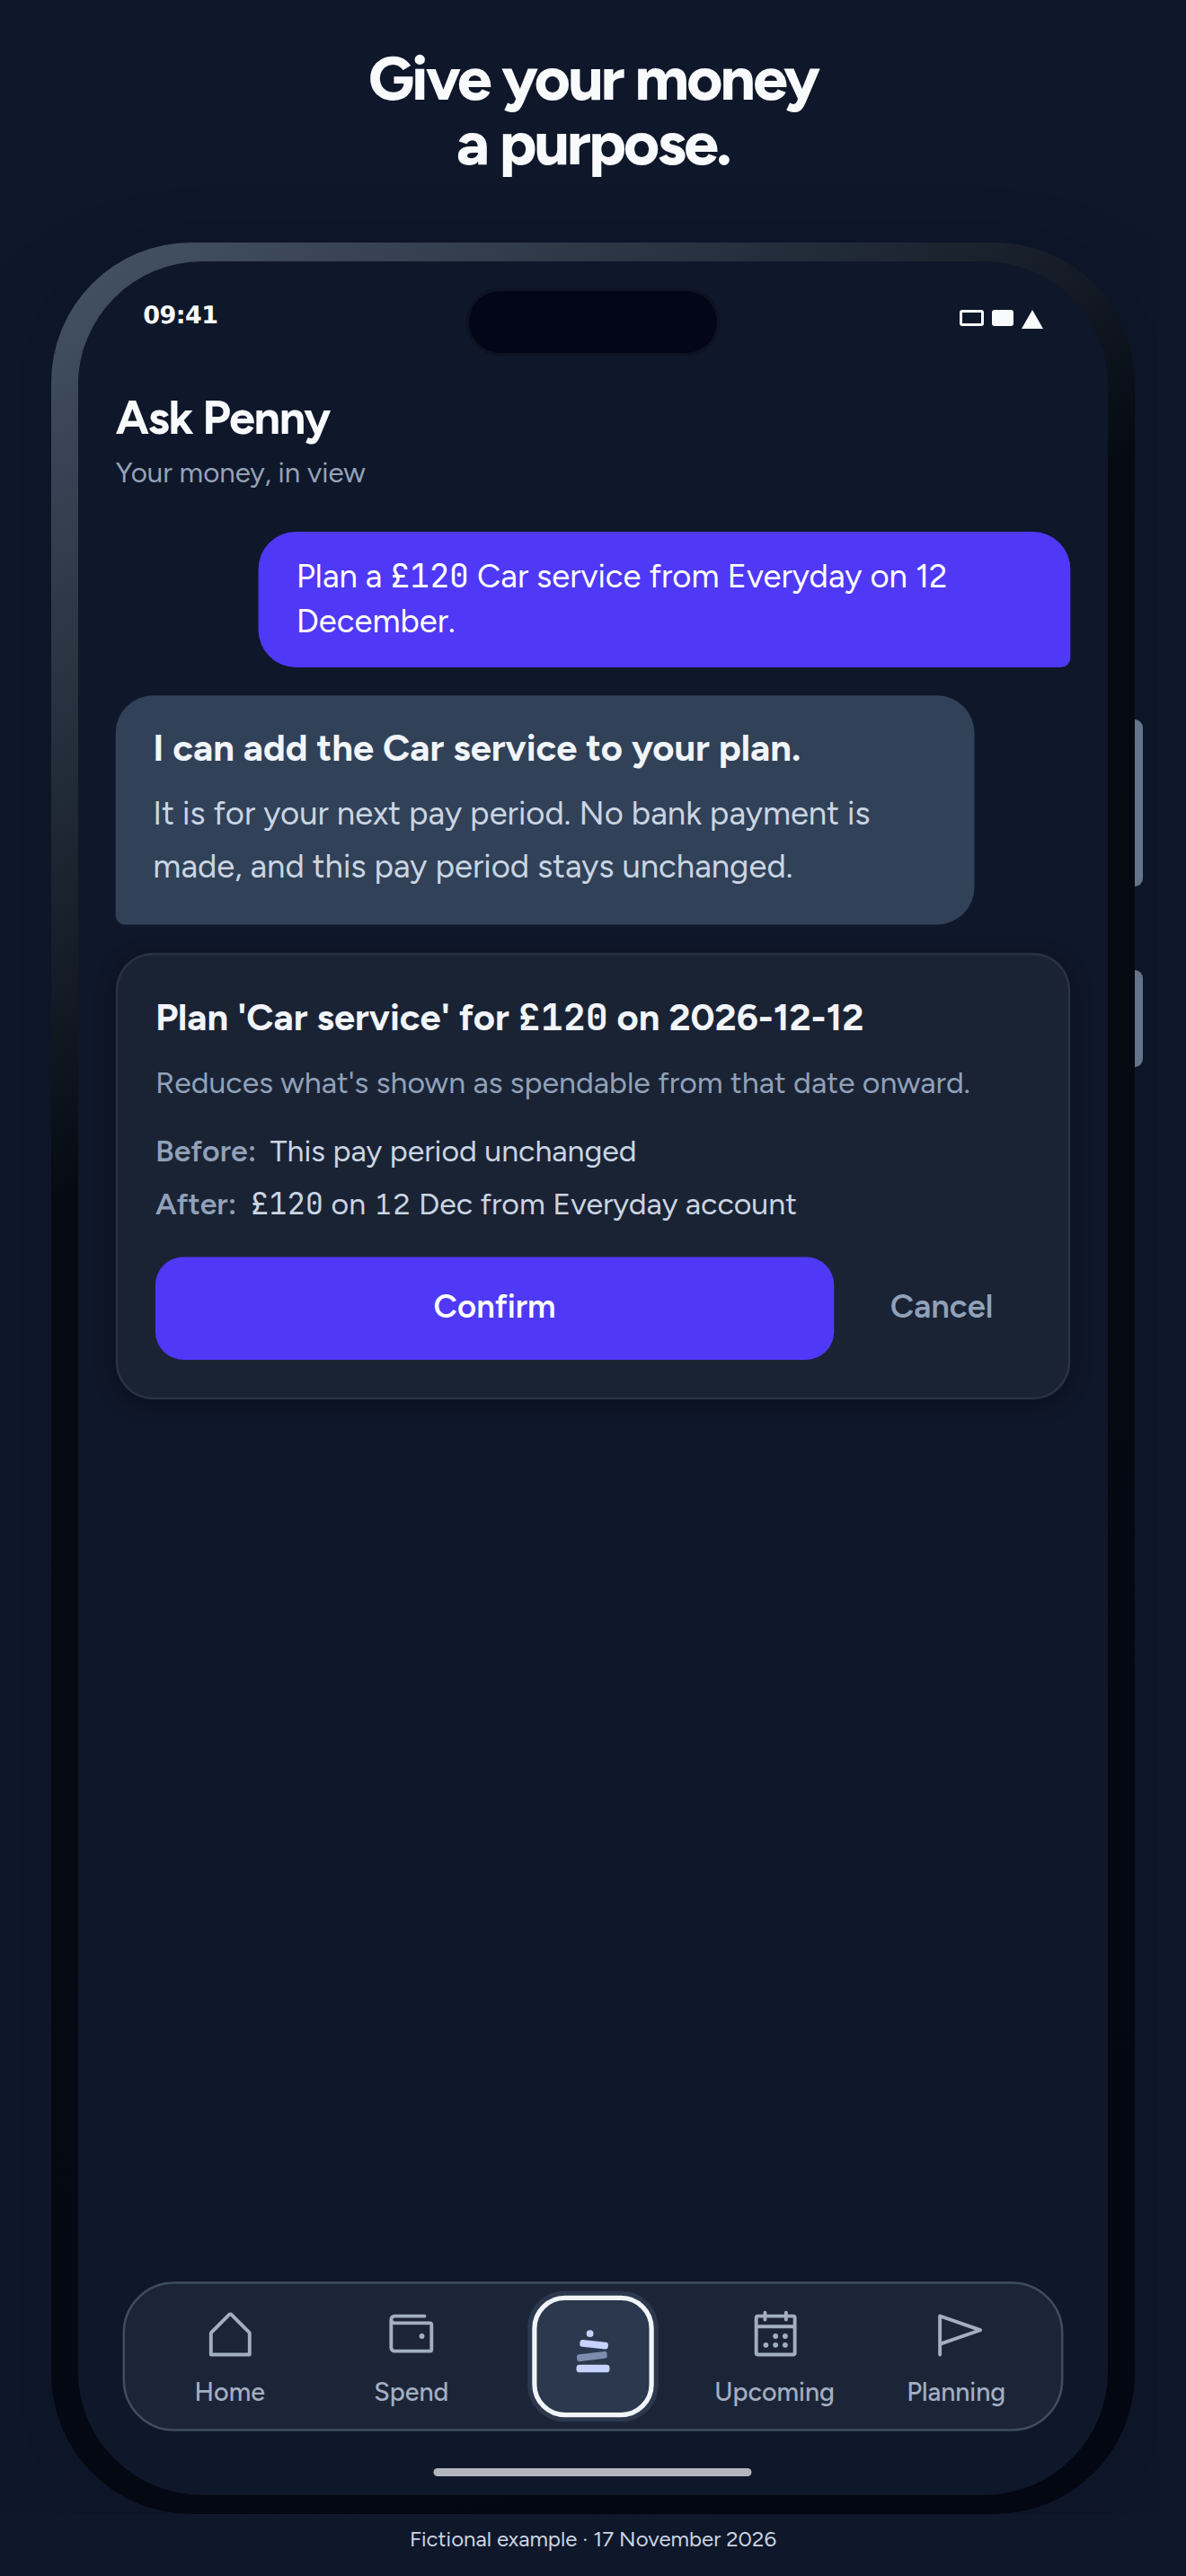 Give your money
a purpose.
09:41
Ask Penny
Your money, in view
Plan a £120 Car service from Everyday on 12
December.
I can add the Car service to your plan.
It is for your next pay period. No bank payment is
made, and this pay period stays unchanged.
Plan 'Car service' for £120 on 2026-12-12
Reduces what's shown as spendable from that date onward.
Before: This pay period unchanged
After: £120 on 12 Dec from Everyday account
Confirm Cancel
Home Spend Upcoming Planning
Fictional example · 17 November 2026